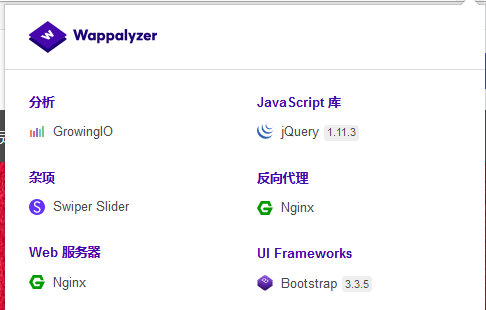 Wappalyzer
分析
GrowingIO
杂项
Swiper Slider
Web 服务器
Nginx
JavaScript 库
jQuery 1.11.3
反向代理
Nginx
UI Frameworks
Bootstrap 3.3.5